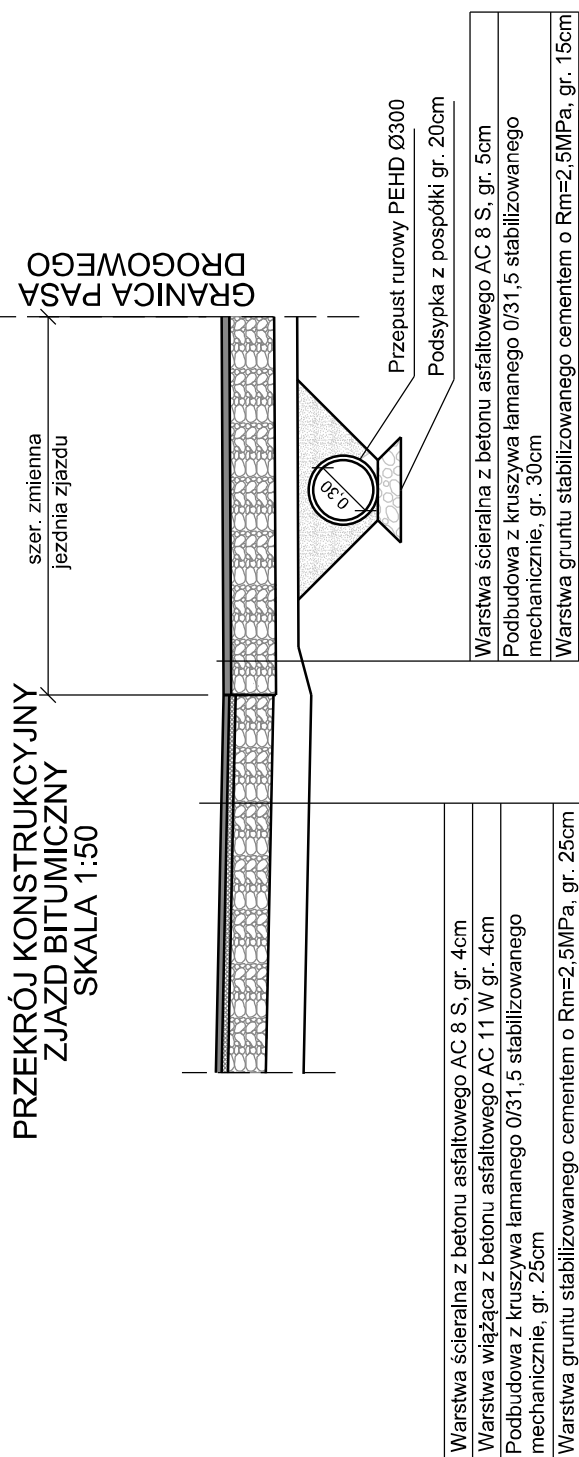 PRZEKRÓJ KONSTRUKCYJNY
ZJAZD BITUMICZNY
SKALA 1:50
szer. zmienna
jezdnia zjazdu
GRANICA PASA
DROGOWEGO
0,30
Przepust rurowy PEHD Ø300
Podsypka z pospółki gr. 20cm
Warstwa ścieralna z betonu asfaltowego AC 8 S, gr. 4cm
Warstwa wiążąca z betonu asfaltowego AC 11 W gr. 4cm
Podbudowa z kruszywa łamanego 0/31,5 stabilizowanego
mechanicznie, gr. 25cm
Warstwa gruntu stabilizowanego cementem o Rm=2,5MPa, gr. 25cm
Warstwa ścieralna z betonu asfaltowego AC 8 S, gr. 5cm
Podbudowa z kruszywa łamanego 0/31,5 stabilizowanego
mechanicznie, gr. 30cm
Warstwa gruntu stabilizowanego cementem o Rm=2,5MPa, gr. 15cm